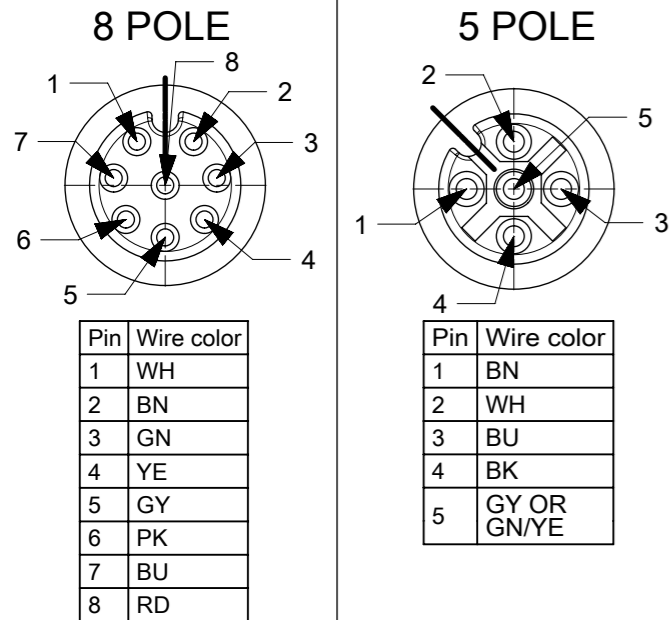 8 POLE
8
1
2
7
3
6
4
5
Pin Wire color
1 WH
2 BN
3 GN
4 YE
5 GY
6 PK
7 BU
8 RD
5 POLE
2
5
1
3
4
Pin Wire color
1 BN
2 WH
3 BU
4 BK
5 GY OR
GN/YE